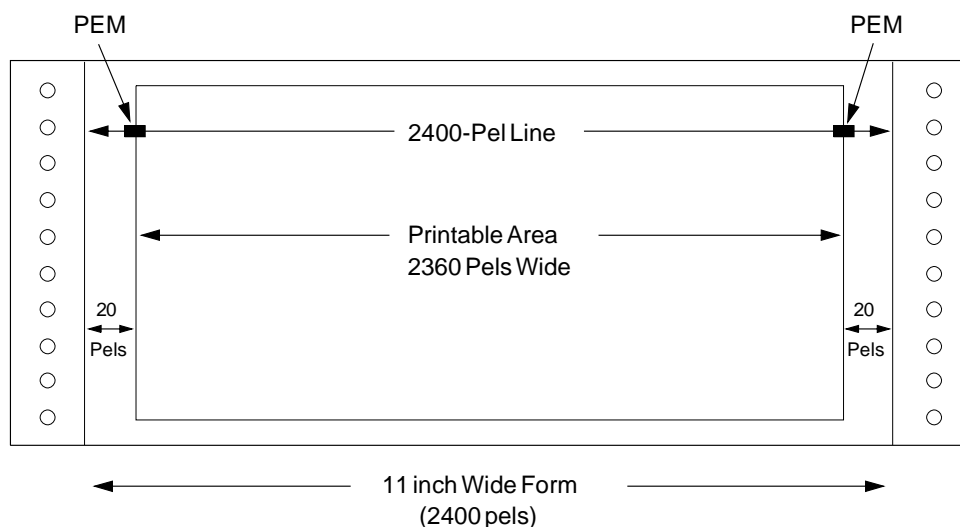 PEM
PEM
2400-Pel Line
Printable Area
2360 Pels Wide
20
Pels
20
Pels
11 inch Wide Form
(2400 pels)